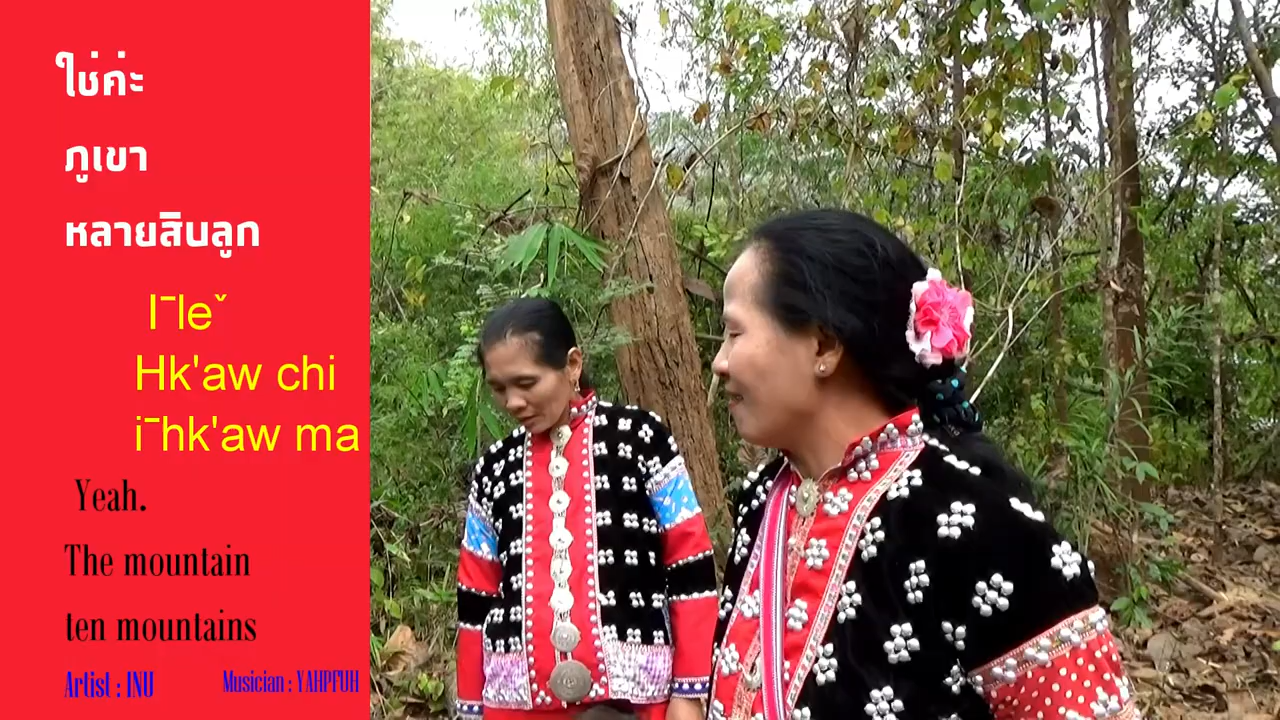 ใช่ค่ะ
ภูเขา
หลายสิบลูก
I¯leˇ
Hk'aw chi
i¯hk'aw ma
Yeah.
The mountain
ten mountains
Artist : INU Musician : YAHPFUH